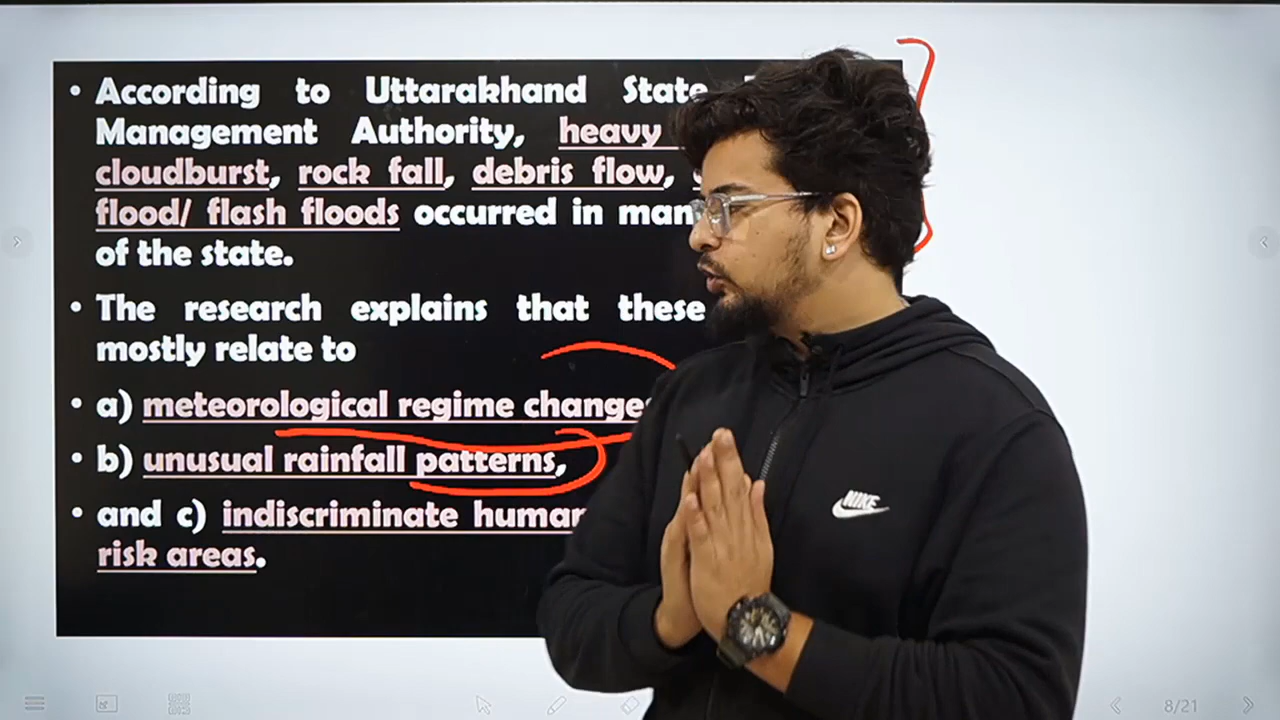 • According to Uttarakhand State
Management Authority, heavy
cloudburst, rock fall, debris flow,
flood/ flash floods occurred in
of the state.
• The research explains that these
mostly relate to
• a) meteorological regime changes
• b) unusual rainfall patterns,
• and c) indiscriminate human
risk areas.
NIKE
8/21